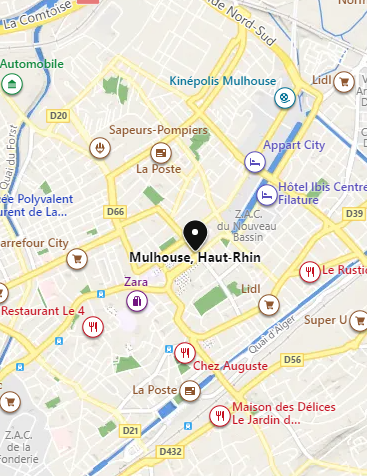 La Comtoise
de Nord-Sud
Automobile
Kinépolis Mulhouse
Lidl
D20
Quai du Forst
Sapeurs-Pompiers
La Poste
Appart City
Hôtel Ibis Centre
Filature
ée Polyvalent
urent de La...
D66
Z.A.C.
du Nouveau
Bassin
D39
arrefour City
Mulhouse, Haut-Rhin
Le Rustic
Zara
Lidl
Restaurant Le 4
Super U
Quai d'Alger
Chez Auguste
D56
La Poste
Maison des Délices
Le Jardin d...
D21
Z.A.C.
de la
Fonderie
D432